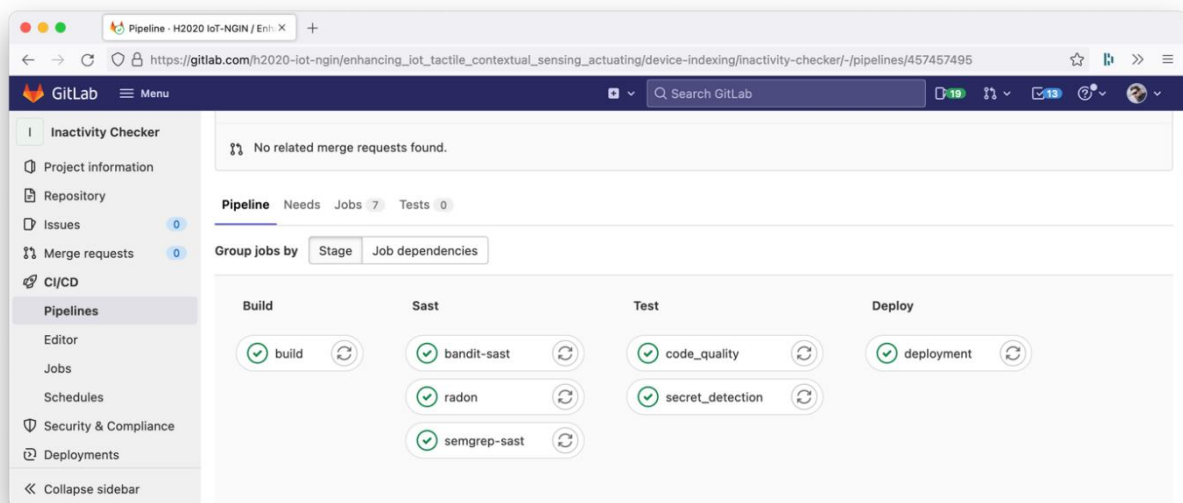 Pipeline · H2020 IoT-NGIN / Enh
https://gitlab.com/h2020-iot-ngin/enhancing_iot_tactile_contextual_sensing_actuating/device-indexing/inactivity-checker/-/pipelines/457457495
GitLab Menu Search GitLab 19 13
I Inactivity Checker
No related merge requests found.
Project information
Repository
Pipeline Needs Jobs 7 Tests 0
Issues 0
Merge requests 0
Group jobs by Stage Job dependencies
CI/CD
Pipelines
Build Sast Test Deploy
Editor
build bandit-sast code_quality deployment
Jobs
Schedules
radon secret_detection
Security & Compliance
semgrep-sast
Deployments
Collapse sidebar